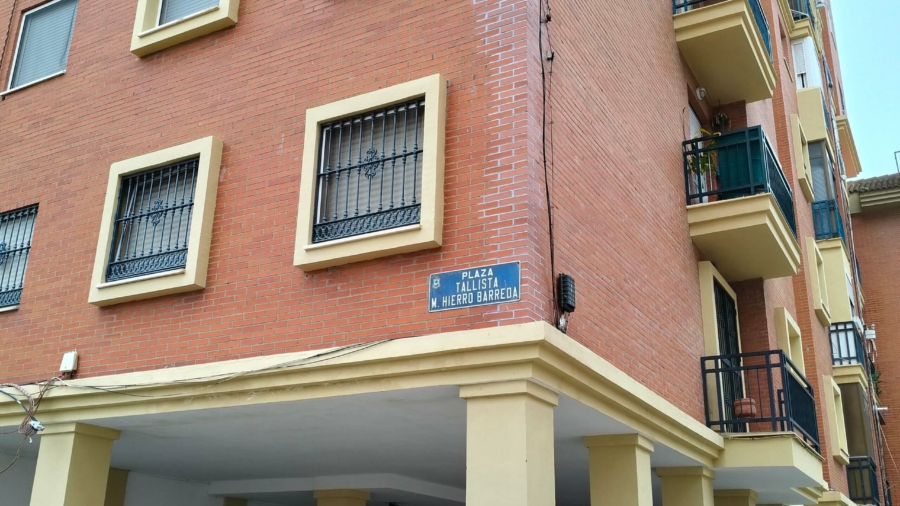 PLAZA
TALLISTA
M. HIERRO BARREDA